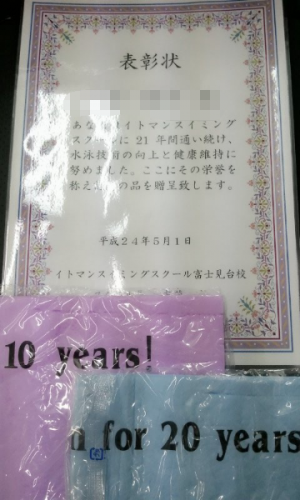 表彰状
あな イトマンスイミング
スクールに21年間通い続け、
水泳技術の向上と健康維持に
努めました。ここにその栄誉を
称え の品を贈呈致します。
平成24年5月1日
イトマンスイミングスクール富士見台校
10 years!
n for 20 years